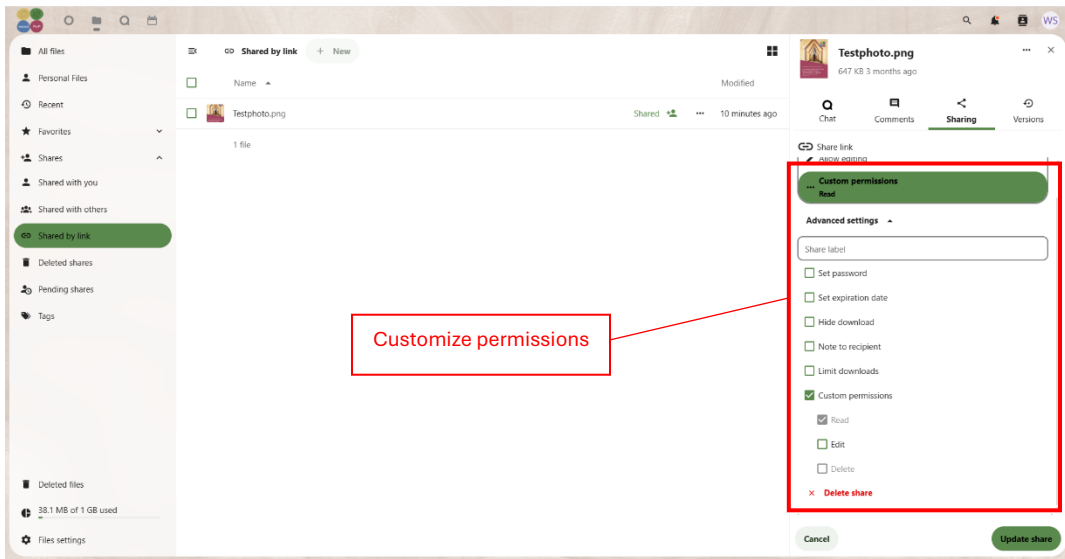 WS
All files
Personal Files
Recent
Favorites
Shares
Shared with you
Shared with others
Shared by link
Deleted shares
Pending shares
Tags
Deleted files
38.1 MB of 1 GB used
Files settings
Shared by link
+ New
Name
Modified
Testphoto.png
Shared
10 minutes ago
1 file
Customize permissions
Testphoto.png
647 KB 3 months ago
Chat
Comments
Sharing
Versions
Share link
Allow editing
Custom permissions
Read
Advanced settings
Share label
Set password
Set expiration date
Hide download
Note to recipient
Limit downloads
Custom permissions
Read
Edit
Delete
Delete share
Cancel
Update share